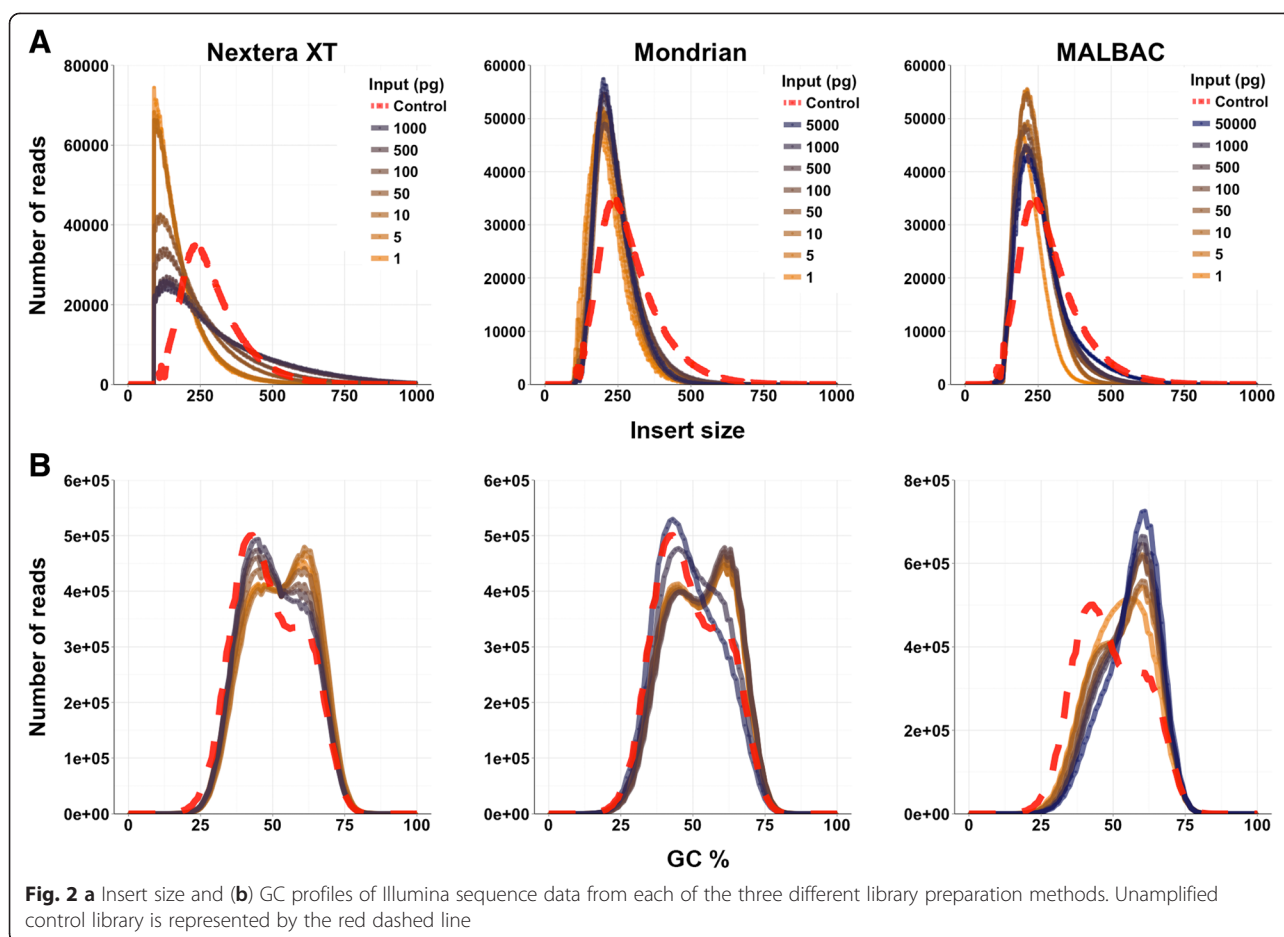 A
Nextera XT
Mondrian
MALBAC
Number of reads
80000
60000
40000
20000
0
0 250 500 750 1000
Input (pg)
Control
1000
500
100
50
10
5
1
60000
50000
40000
30000
20000
10000
0
0 250 500 750 1000
Input (pg)
Control
5000
1000
500
100
50
10
5
1
60000
50000
40000
30000
20000
10000
0
0 250 500 750 1000
Input (pg)
Control
50000
1000
500
100
50
10
5
1
Insert size
B
Number of reads
6e+05
5e+05
4e+05
3e+05
2e+05
1e+05
0e+00
0 25 50 75 100
6e+05
5e+05
4e+05
3e+05
2e+05
1e+05
0e+00
0 25 50 75 100
8e+05
6e+05
4e+05
2e+05
0e+00
0 25 50 75 100
GC %
Fig. 2 a Insert size and (b) GC profiles of Illumina sequence data from each of the three different library preparation methods. Unamplified
control library is represented by the red dashed line